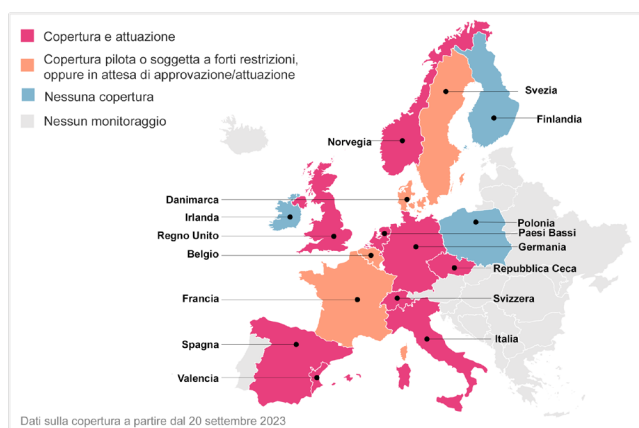 Copertura e attuazione
Copertura pilota o soggetta a forti restrizioni,
oppure in attesa di approvazione/attuazione
Nessuna copertura
Nessun monitoraggio
Svezia
Finlandia
Norvegia
Danimarca
Irlanda
Regno Unito
Belgio
Francia
Spagna
Valencia
Polonia
Paesi Bassi
Germania
Repubblica Ceca
Svizzera
Italia
Dati sulla copertura a partire dal 20 settembre 2023